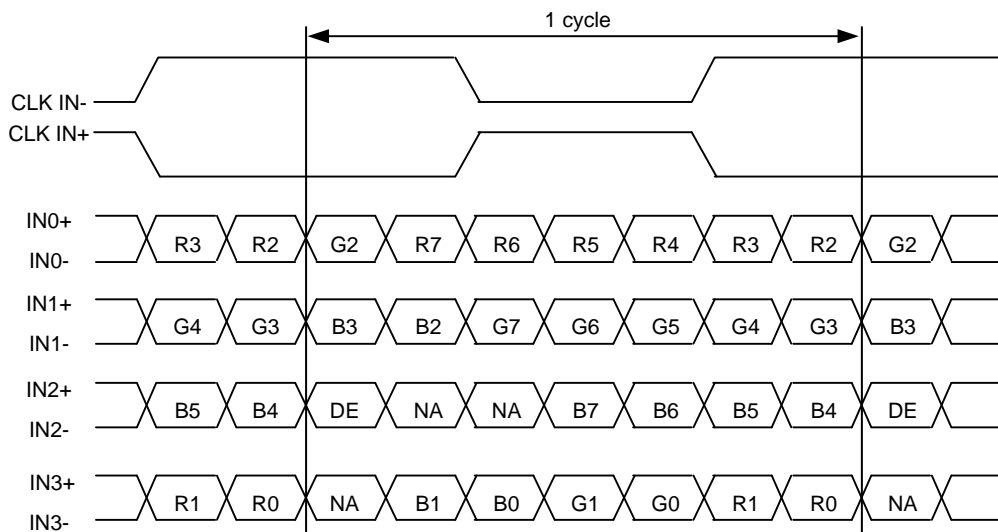 1 cycle
CLK IN-
CLK IN+
IN0+
R3 R2 G2 R7 R6 R5 R4 R3 R2 G2
IN0-
IN1+
G4 G3 B3 B2 G7 G6 G5 G4 G3 B3
IN1-
IN2+
B5 B4 DE NA NA B7 B6 B5 B4 DE
IN2-
IN3+
R1 R0 NA B1 B0 G1 G0 R1 R0 NA
IN3-